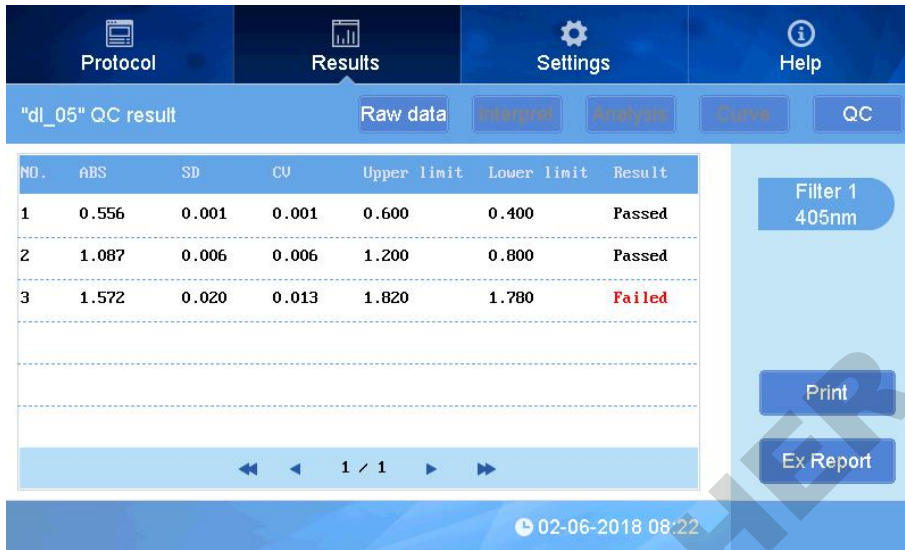 Protocol Results Settings Help
"dl_05" QC result Raw data Interpret Analysis Curve QC
NO. ABS SD CV Upper limit Lower limit Result
1 0.556 0.001 0.001 0.600 0.400 Passed
2 1.087 0.006 0.006 1.200 0.800 Passed
3 1.572 0.020 0.013 1.820 1.780 Failed
Filter 1
405nm
Print
1 / 1
Ex Report
02-06-2018 08:22
HER